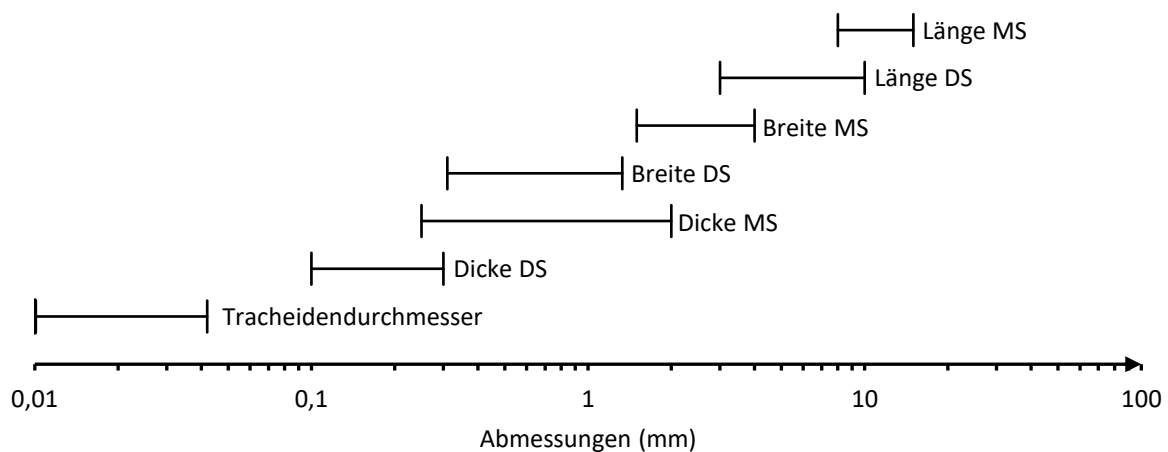 Länge MS
Länge DS
Breite MS
Breite DS
Dicke MS
Dicke DS
Tracheidendurchmesser
0,01 0,1 1 10 100
Abmessungen (mm)